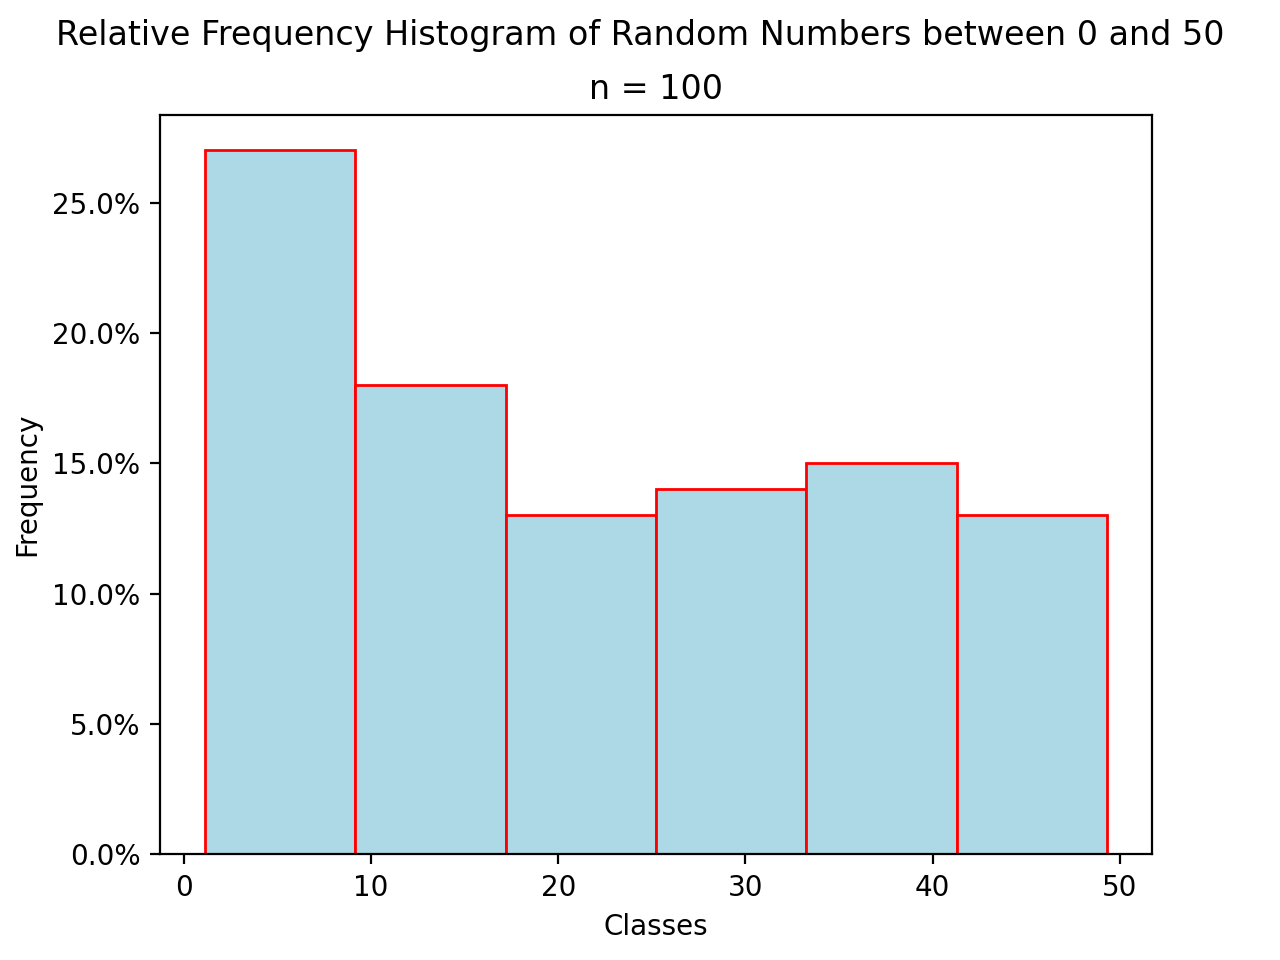 Relative Frequency Histogram of Random Numbers between 0 and 50
n = 100
25.0%
20.0%
15.0%
10.0%
5.0%
0.0%
Frequency
0 10 20 30 40 50
Classes